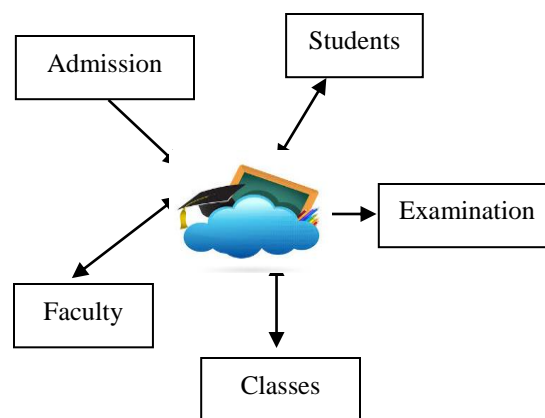 Students
Admission
Examination
Faculty
Classes